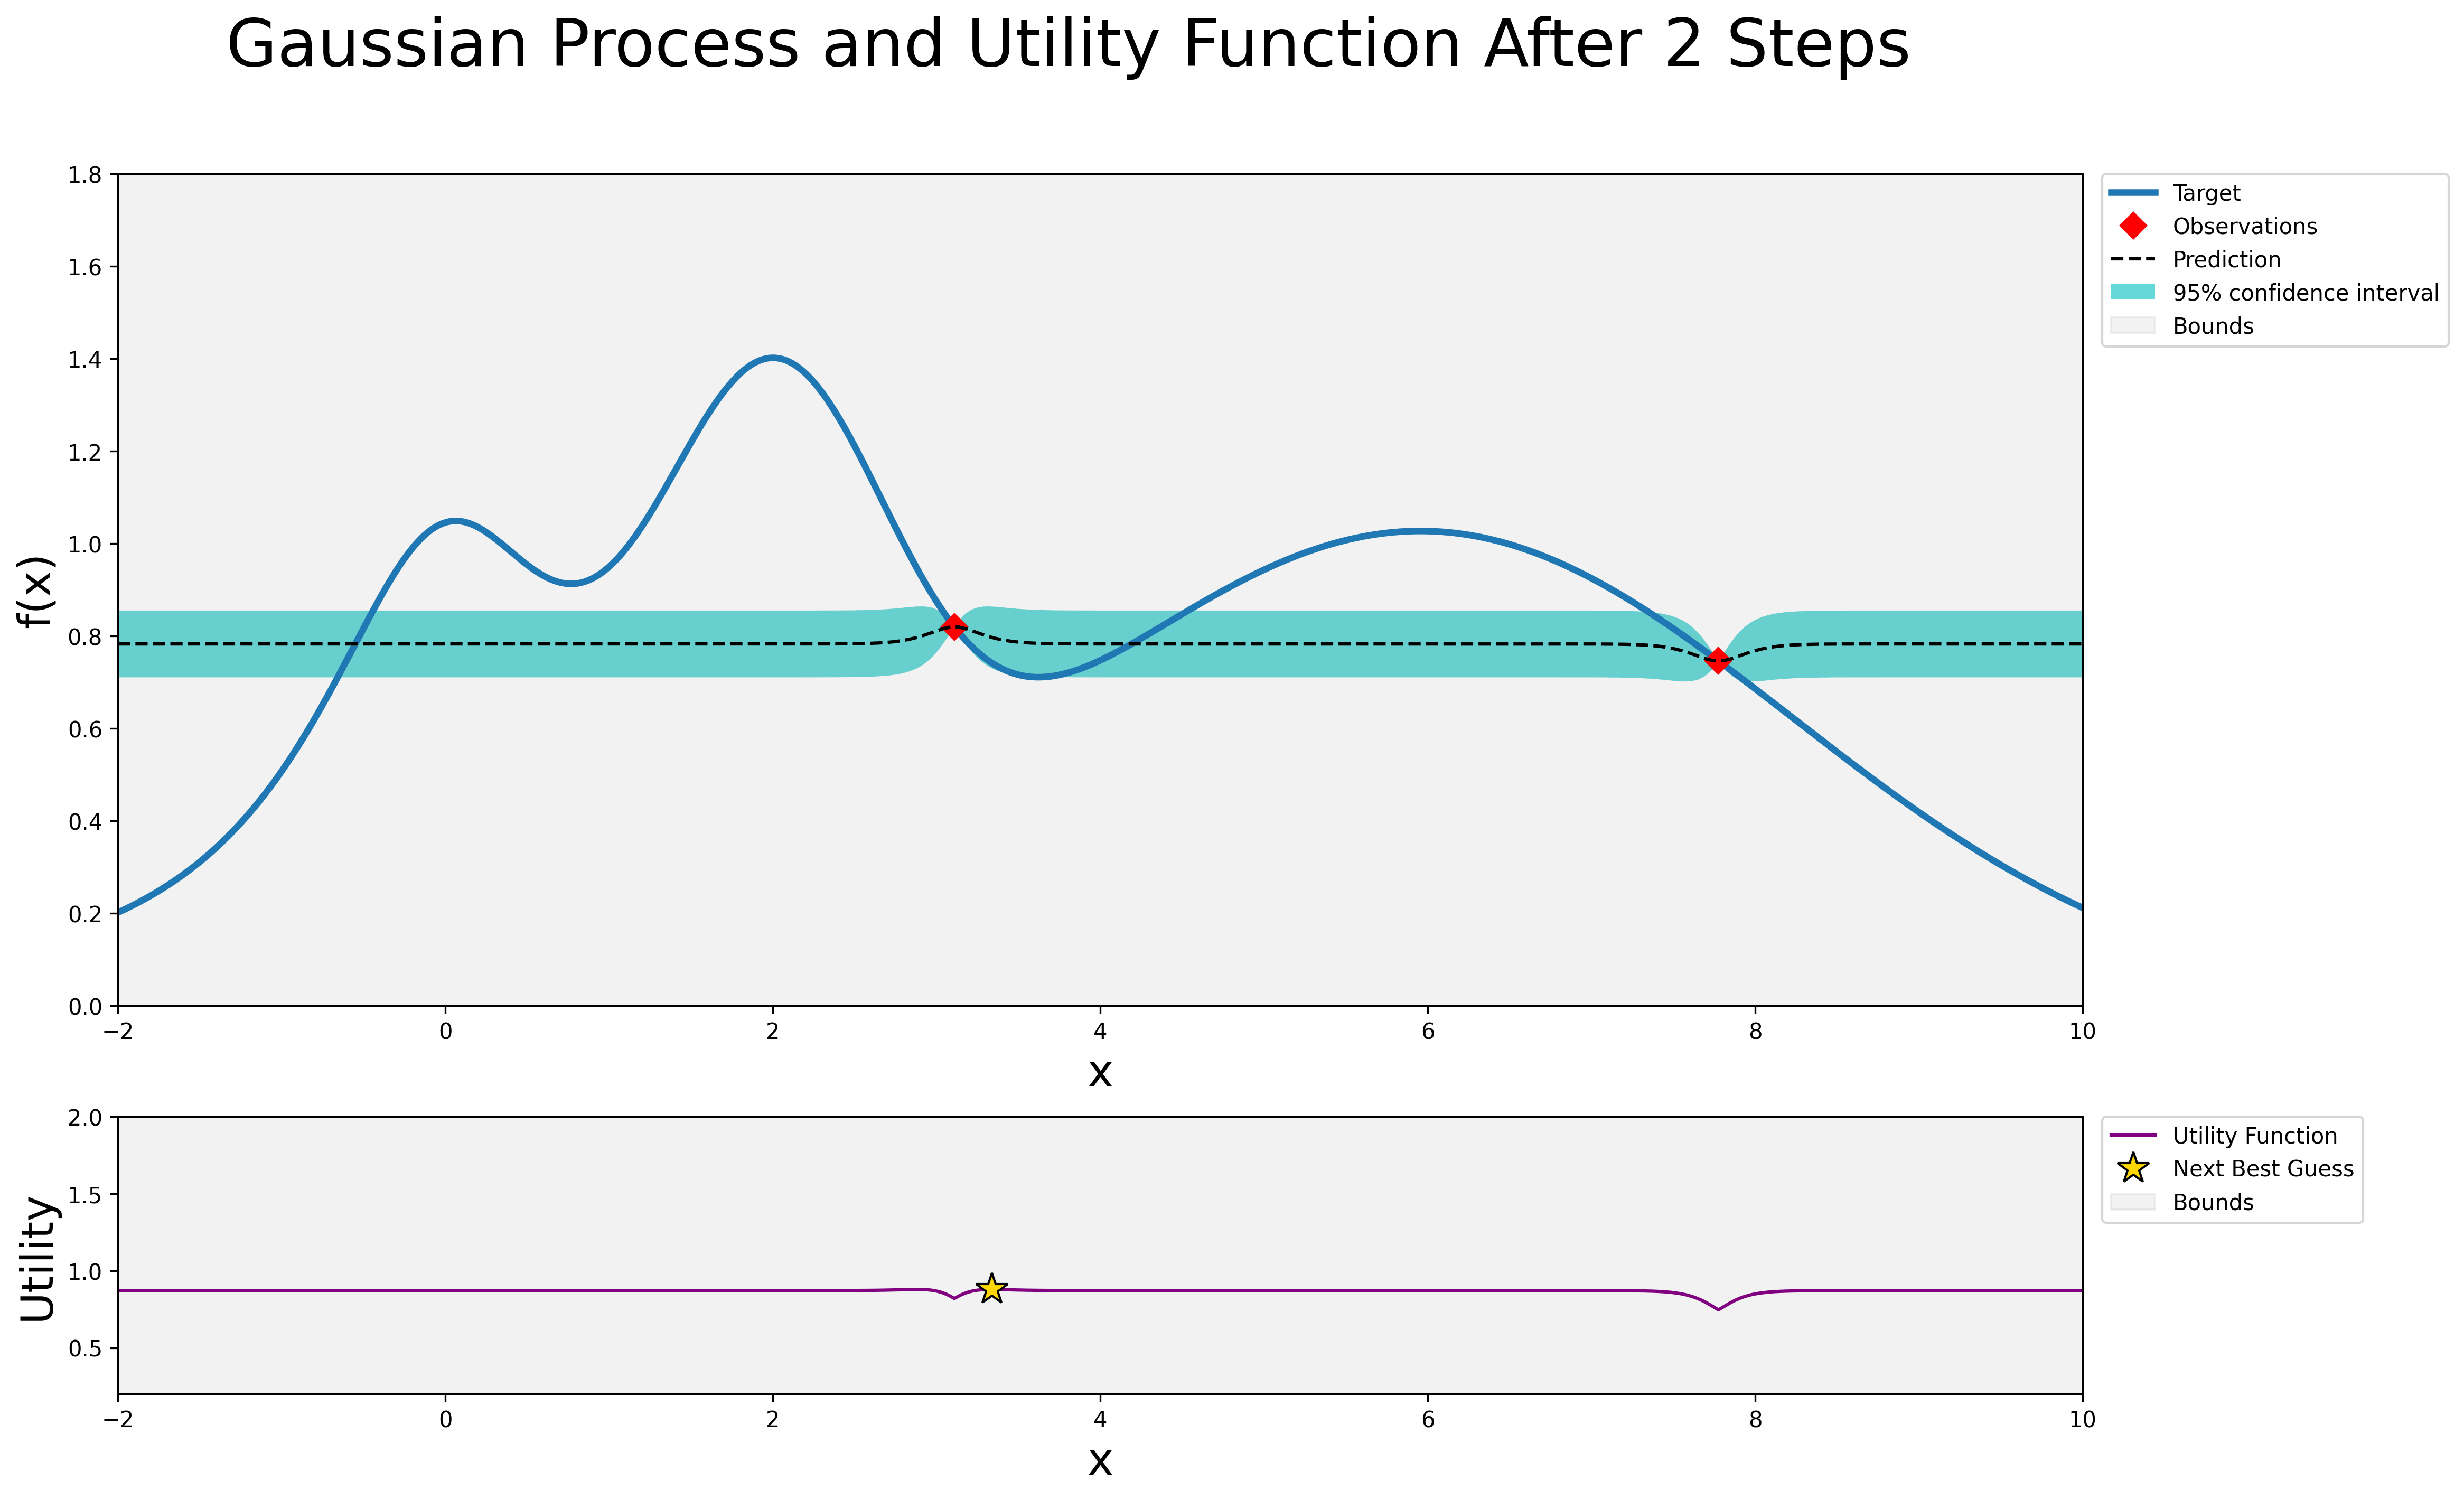 Gaussian Process and Utility Function After 2 Steps
f(x)
1.8
1.6
1.4
1.2
1.0
0.8
0.6
0.4
0.2
0.0
−2 0 2 4 6 8 10
x
Target
Observations
Prediction
95% confidence interval
Bounds
Utility
2.0
1.5
1.0
0.5
−2 0 2 4 6 8 10
x
Utility Function
Next Best Guess
Bounds